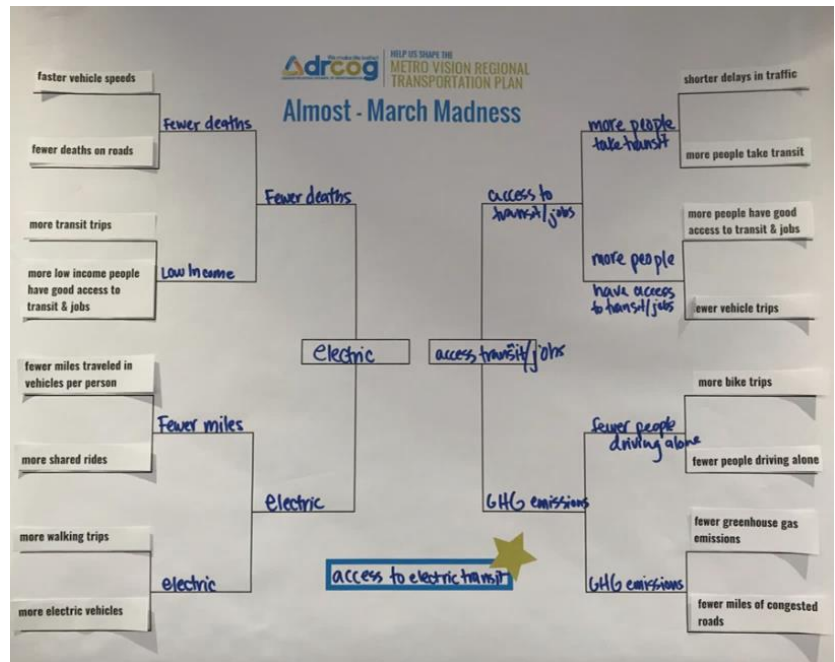 drcog
HELP US SHAPE THE
METRO VISION REGIONAL
TRANSPORTATION PLAN
Almost - March Madness
faster vehicle speeds
fewer deaths on roads
more transit trips
more low income people
have good access to
transit & jobs
fewer miles traveled in
vehicles per person
more shared rides
more walking trips
more electric vehicles
Fewer deaths
Low Income
Fewer miles
electric
Fewer deaths
electric
electric
access transit/jobs
access to electric transit
access to
transit/jobs
GHG emissions
more people
take transit
more people
have access
to transit/jobs
fewer people
driving alone
GHG emissions
shorter delays in traffic
more people take transit
more people have good
access to transit & jobs
ewer vehicle trips
more bike trips
fewer people driving alone
fewer greenhouse gas
emissions
fewer miles of congested
roads